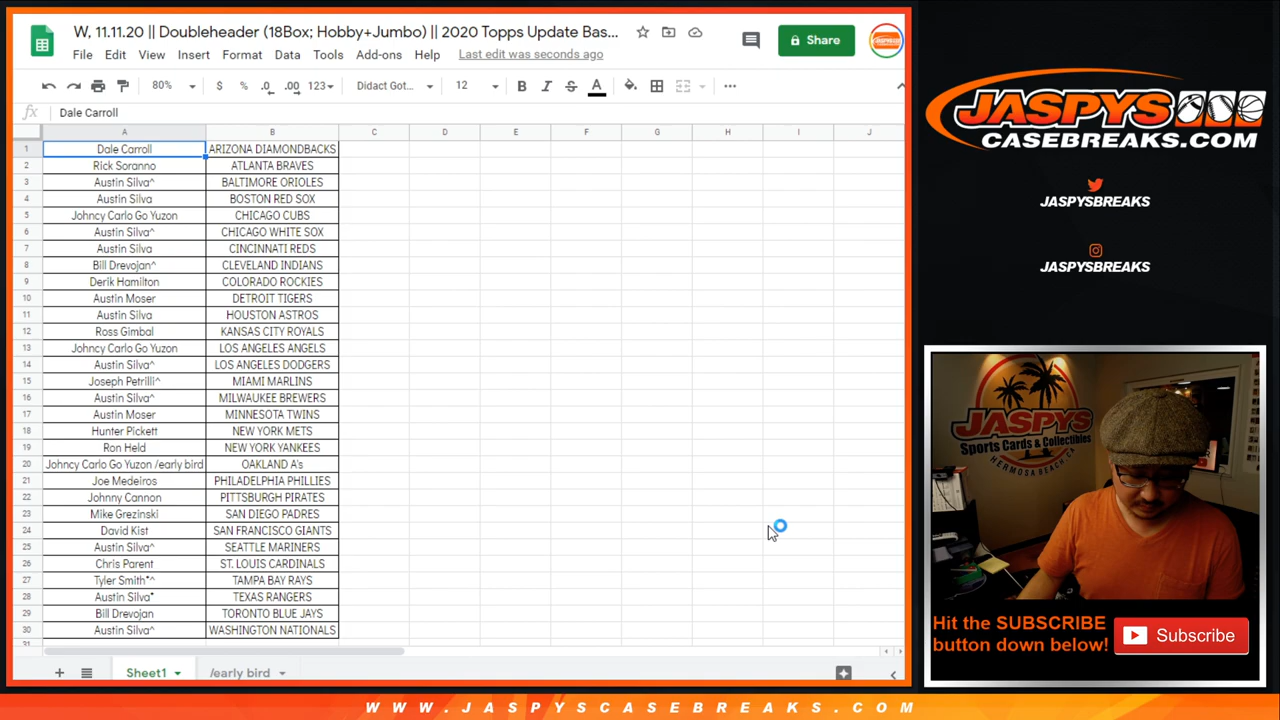 W, 11.11.20 || Doubleheader (18Box; Hobby+Jumbo) || 2020 Topps Update Bas...
File Edit View Insert Format Data Tools Add-ons Help Last edit was seconds ago
Share
80% $ % .0 .00 123 Didact Got... 12 B I S A
fx Dale Carroll
A B C D E F G H I J
1 Dale Carroll ARIZONA DIAMONDBACKS
2 Rick Soranno ATLANTA BRAVES
3 Austin Silva^ BALTIMORE ORIOLES
4 Austin Silva BOSTON RED SOX
5 Johncy Carlo Go Yuzon CHICAGO CUBS
6 Austin Silva^ CHICAGO WHITE SOX
7 Austin Silva CINCINNATI REDS
8 Bill Drevojan^ CLEVELAND INDIANS
9 Derik Hamilton COLORADO ROCKIES
10 Austin Moser DETROIT TIGERS
11 Austin Silva HOUSTON ASTROS
12 Ross Gimbal KANSAS CITY ROYALS
13 Johncy Carlo Go Yuzon LOS ANGELES ANGELS
14 Austin Silva^ LOS ANGELES DODGERS
15 Joseph Petrilli^ MIAMI MARLINS
16 Austin Silva^ MILWAUKEE BREWERS
17 Austin Moser MINNESOTA TWINS
18 Hunter Pickett NEW YORK METS
19 Ron Held NEW YORK YANKEES
20 Johncy Carlo Go Yuzon /early bird OAKLAND A's
21 Joe Medeiros PHILADELPHIA PHILLIES
22 Johnny Cannon PITTSBURGH PIRATES
23 Mike Grezinski SAN DIEGO PADRES
24 David Kist SAN FRANCISCO GIANTS
25 Austin Silva^ SEATTLE MARINERS
26 Chris Parent ST. LOUIS CARDINALS
27 Tyler Smith*^ TAMPA BAY RAYS
28 Austin Silva* TEXAS RANGERS
29 Bill Drevojan TORONTO BLUE JAYS
30 Austin Silva^ WASHINGTON NATIONALS
31
Sheet1 /early bird
JASPYS
CASEBREAKS.COM
JASPYSBREAKS
JASPYSBREAKS
JASPYS
Sports Cards & Collectibles
HERMOSA BEACH, CA
Hit the SUBSCRIBE
button down below!
Subscribe
WWW.JASPYSCASEBREAKS.COM